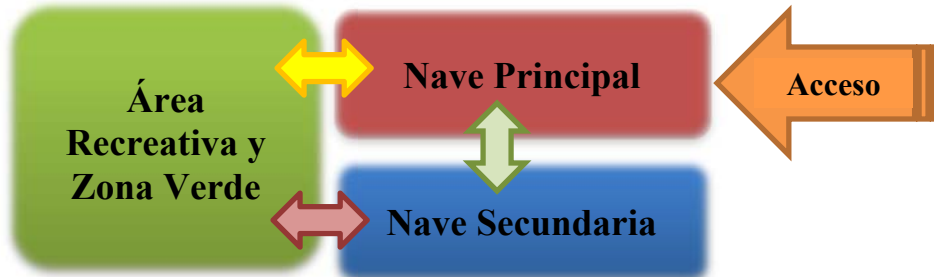 Área
Recreativa y
Zona Verde
Nave Principal
Acceso
Nave Secundaria